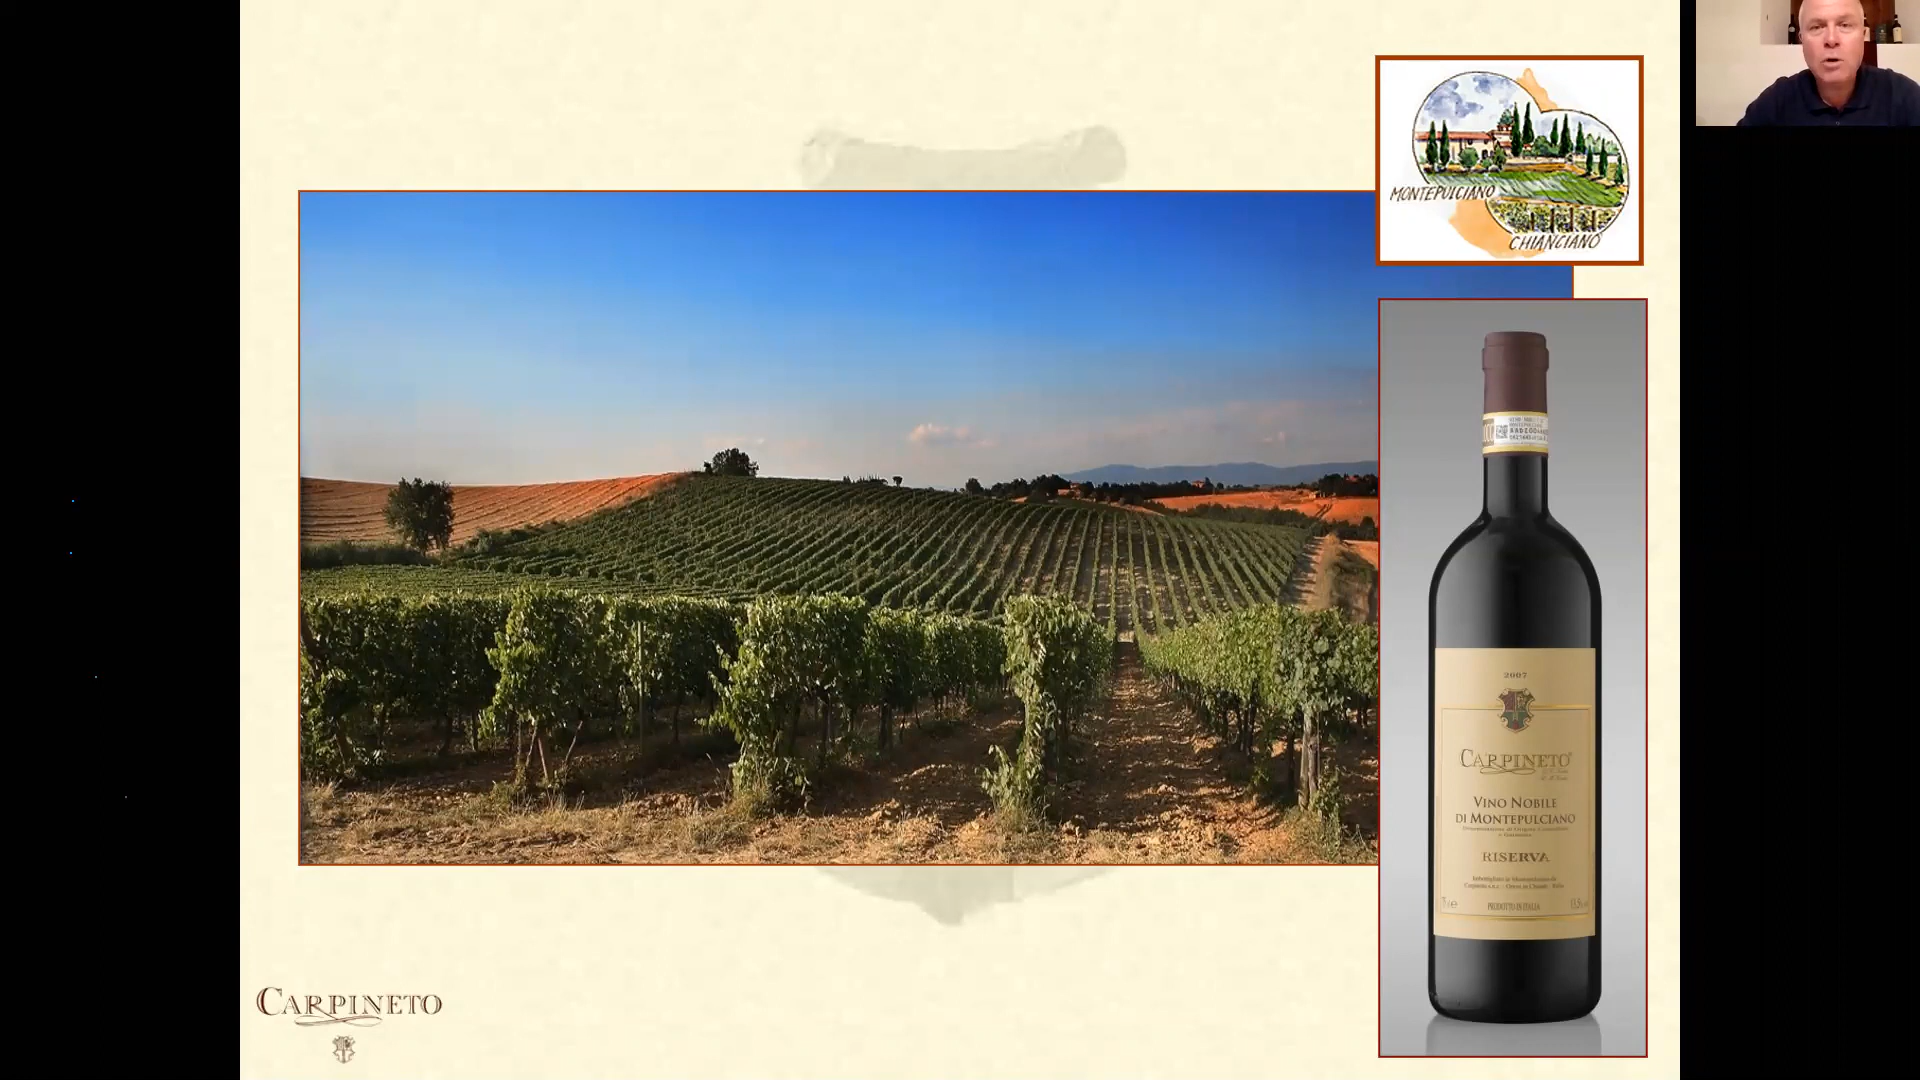 MONTEPULCIANO
CHIANCIANO
2007
CARPINETO
VINO NOBILE
DI MONTEPULCIANO
RISERVA
PRODOTTO IN ITALIA
CARPINETO